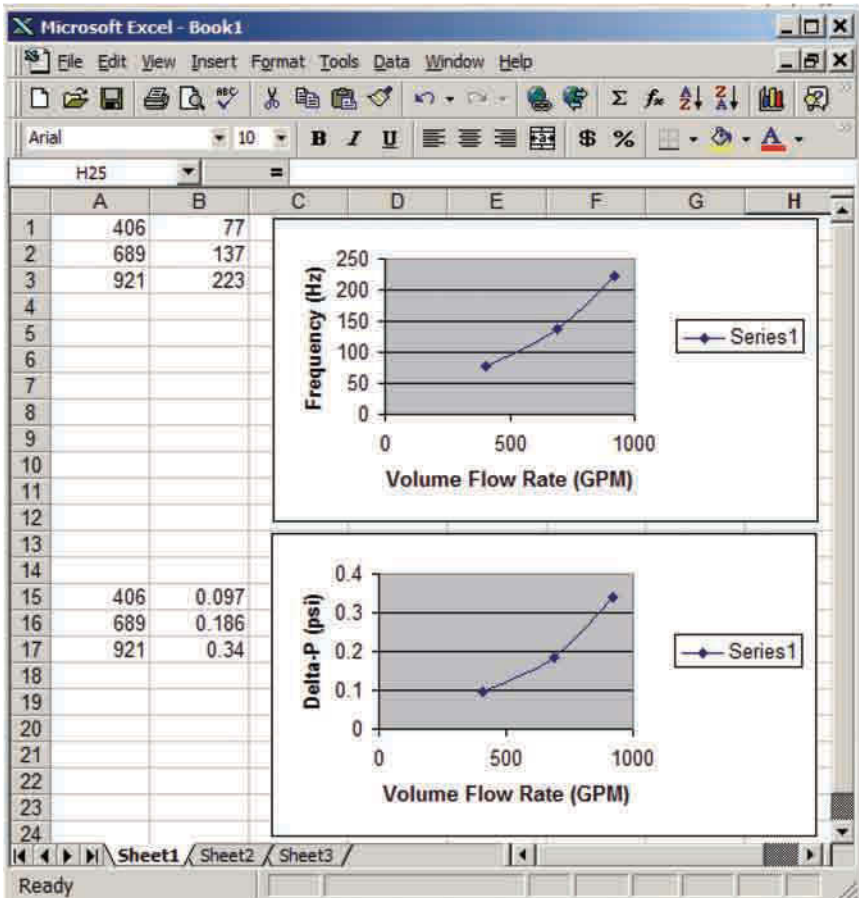 Microsoft Excel - Book1
File Edit View Insert Format Tools Data Window Help
Arial 10 B I U $ %
H25 =
A B C D E F G H
1 406 77
2 689 137
3 921 223
4
5
6
7
8
9
10
11
12
13
14
15 406 0.097
16 689 0.186
17 921 0.34
18
19
20
21
22
23
24
Frequency (Hz)
250
200
150
100
50
0
0 500 1000
Volume Flow Rate (GPM)
Series1
Delta-P (psi)
0.4
0.3
0.2
0.1
0
0 500 1000
Volume Flow Rate (GPM)
Series1
Sheet1 Sheet2 Sheet3
Ready